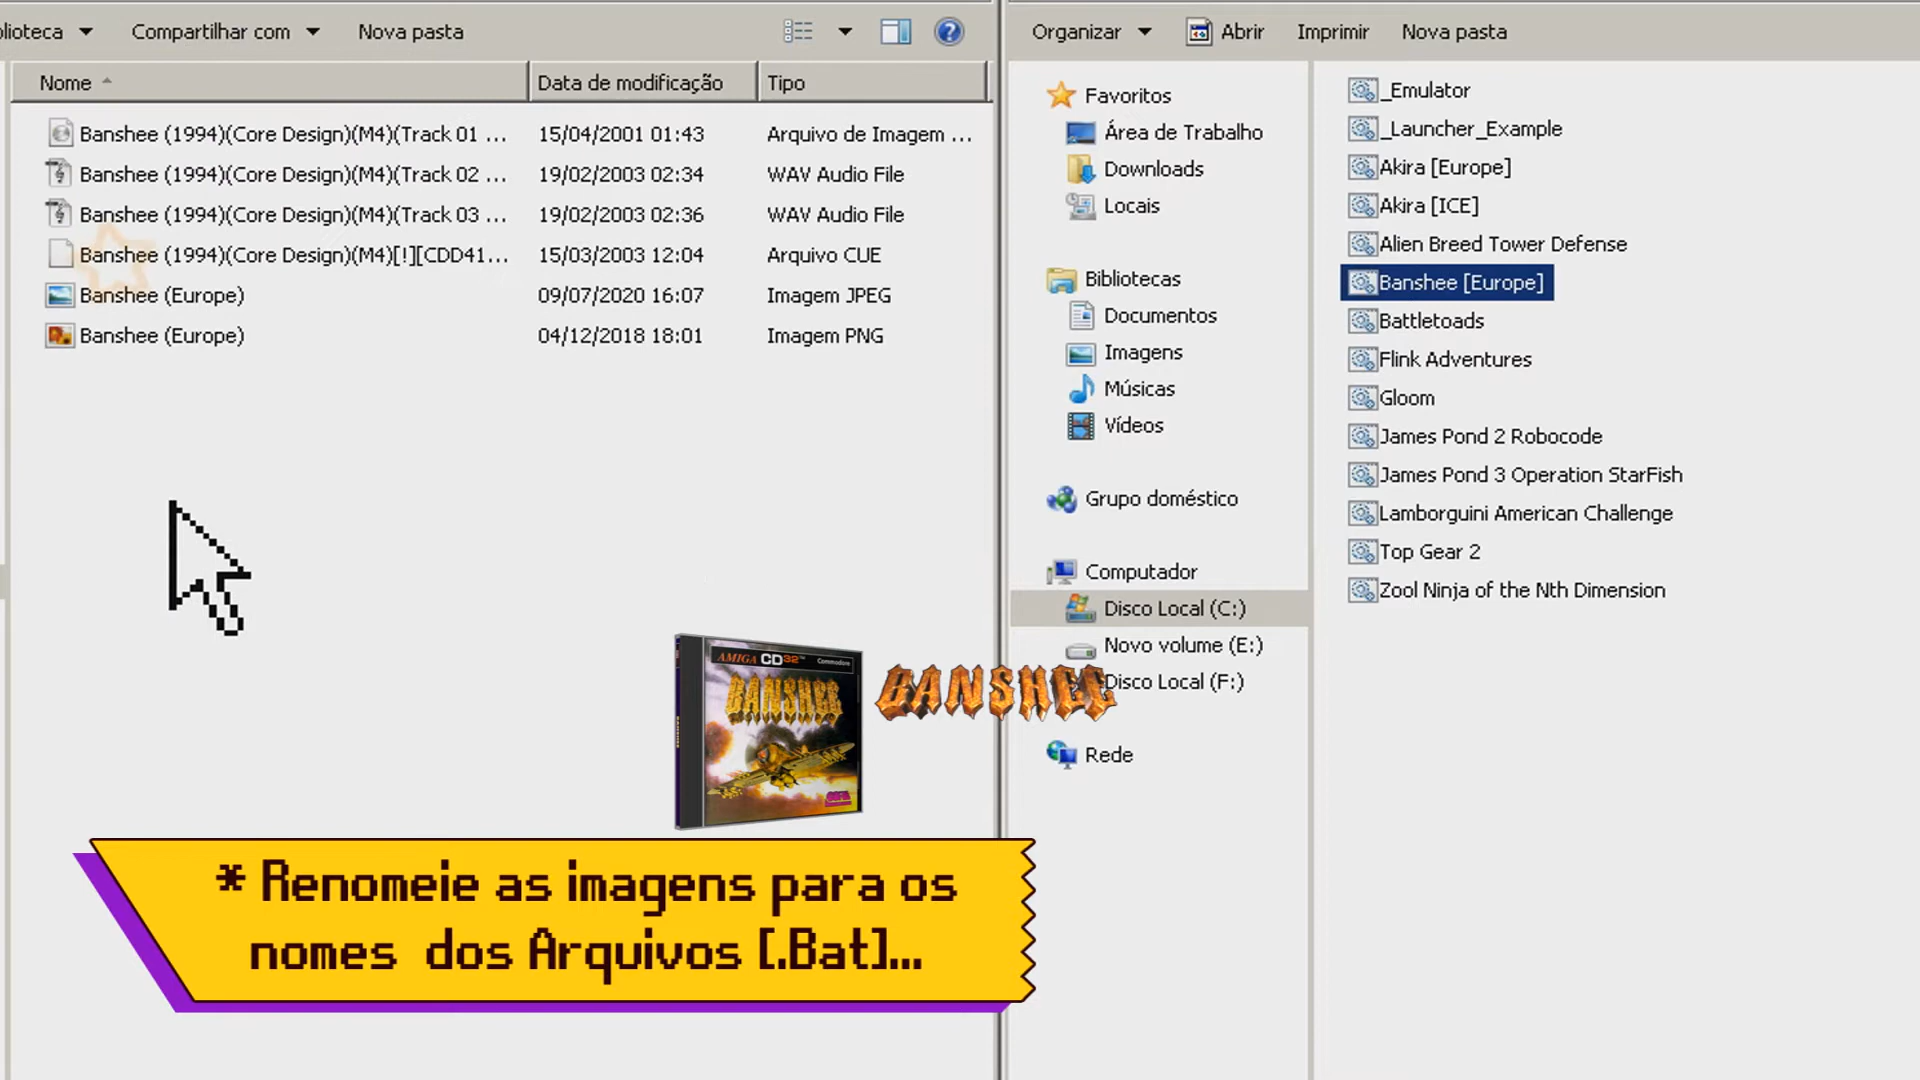 blioteca
Compartilhar com
Nova pasta
Nome
Data de modificação
Tipo
Banshee (1994)(Core Design)(M4)(Track 01 ... 15/04/2001 01:43 Arquivo de Imagem ...
Banshee (1994)(Core Design)(M4)(Track 02 ... 19/02/2003 02:34 WAV Audio File
Banshee (1994)(Core Design)(M4)(Track 03 ... 19/02/2003 02:36 WAV Audio File
Banshee (1994)(Core Design)(M4)[!][CDD41... 15/03/2003 12:04 Arquivo CUE
Banshee (Europe) 09/07/2020 16:07 Imagem JPEG
Banshee (Europe) 04/12/2018 18:01 Imagem PNG
AMIGA CD32 Commodore
BANSHEE
BANSHEE
* Renomeie as imagens para os
nomes dos Arquivos [.Bat]...
Organizar
Abrir
Imprimir
Nova pasta
Favoritos
Área de Trabalho
Downloads
Locais
Bibliotecas
Documentos
Imagens
Músicas
Vídeos
Grupo doméstico
Computador
Disco Local (C:)
Novo volume (E:)
Disco Local (F:)
Rede
_Emulator
_Launcher_Example
Akira [Europe]
Akira [ICE]
Alien Breed Tower Defense
Banshee [Europe]
Battletoads
Flink Adventures
Gloom
James Pond 2 Robocode
James Pond 3 Operation StarFish
Lamborguini American Challenge
Top Gear 2
Zool Ninja of the Nth Dimension